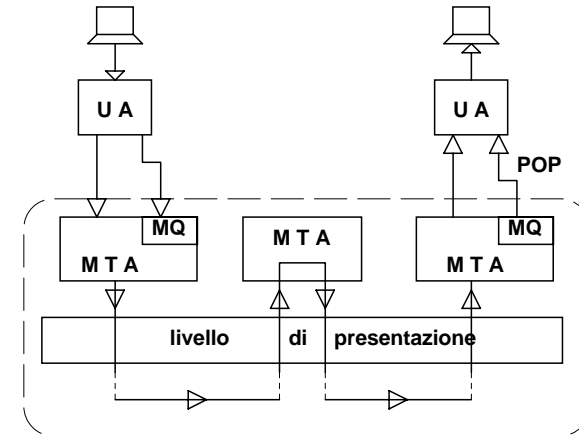 U A
U A
POP
MQ
M T A
M T A
MQ
M T A
livello di presentazione